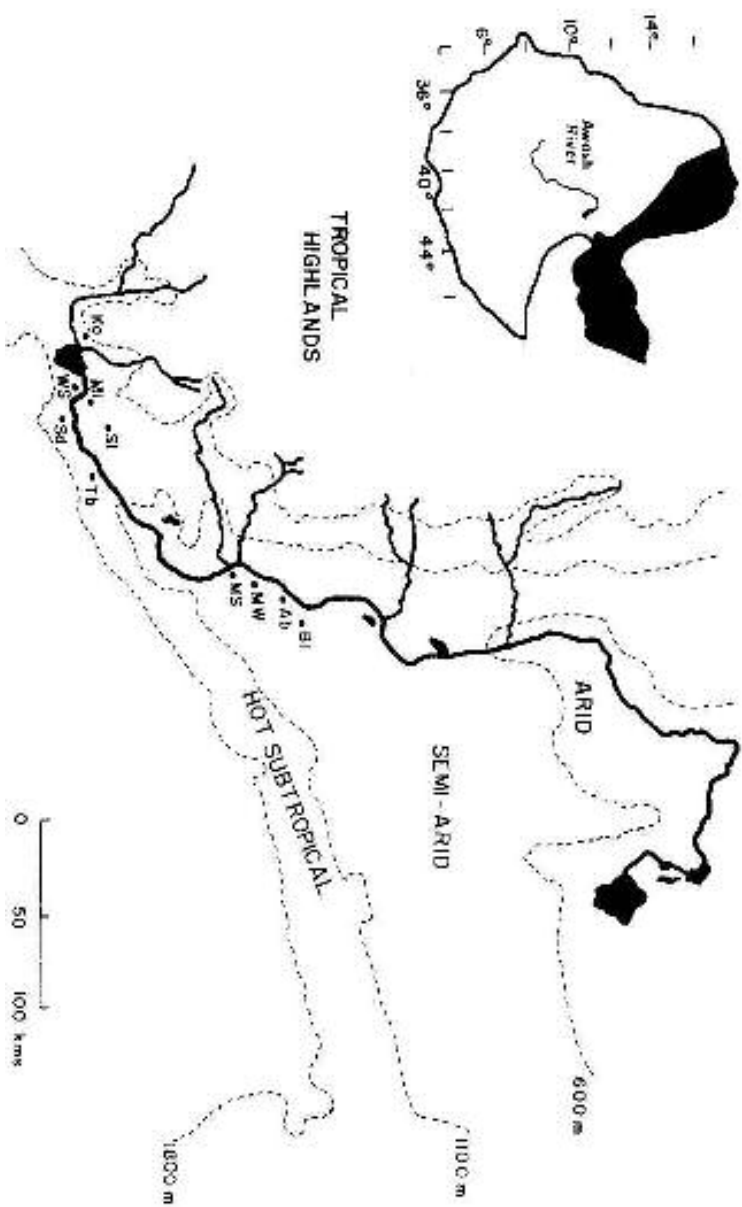 14°
10°
6°
36°
40°
44°
Awash
River
TROPICAL
HIGHLANDS
Ko
WS
MI
SI
Sd
Tb
MS
MW
Ab
BI
ARID
SEMI-ARID
HOT SUBTROPICAL
600 m
1100 m
1800 m
0 50 100 kms